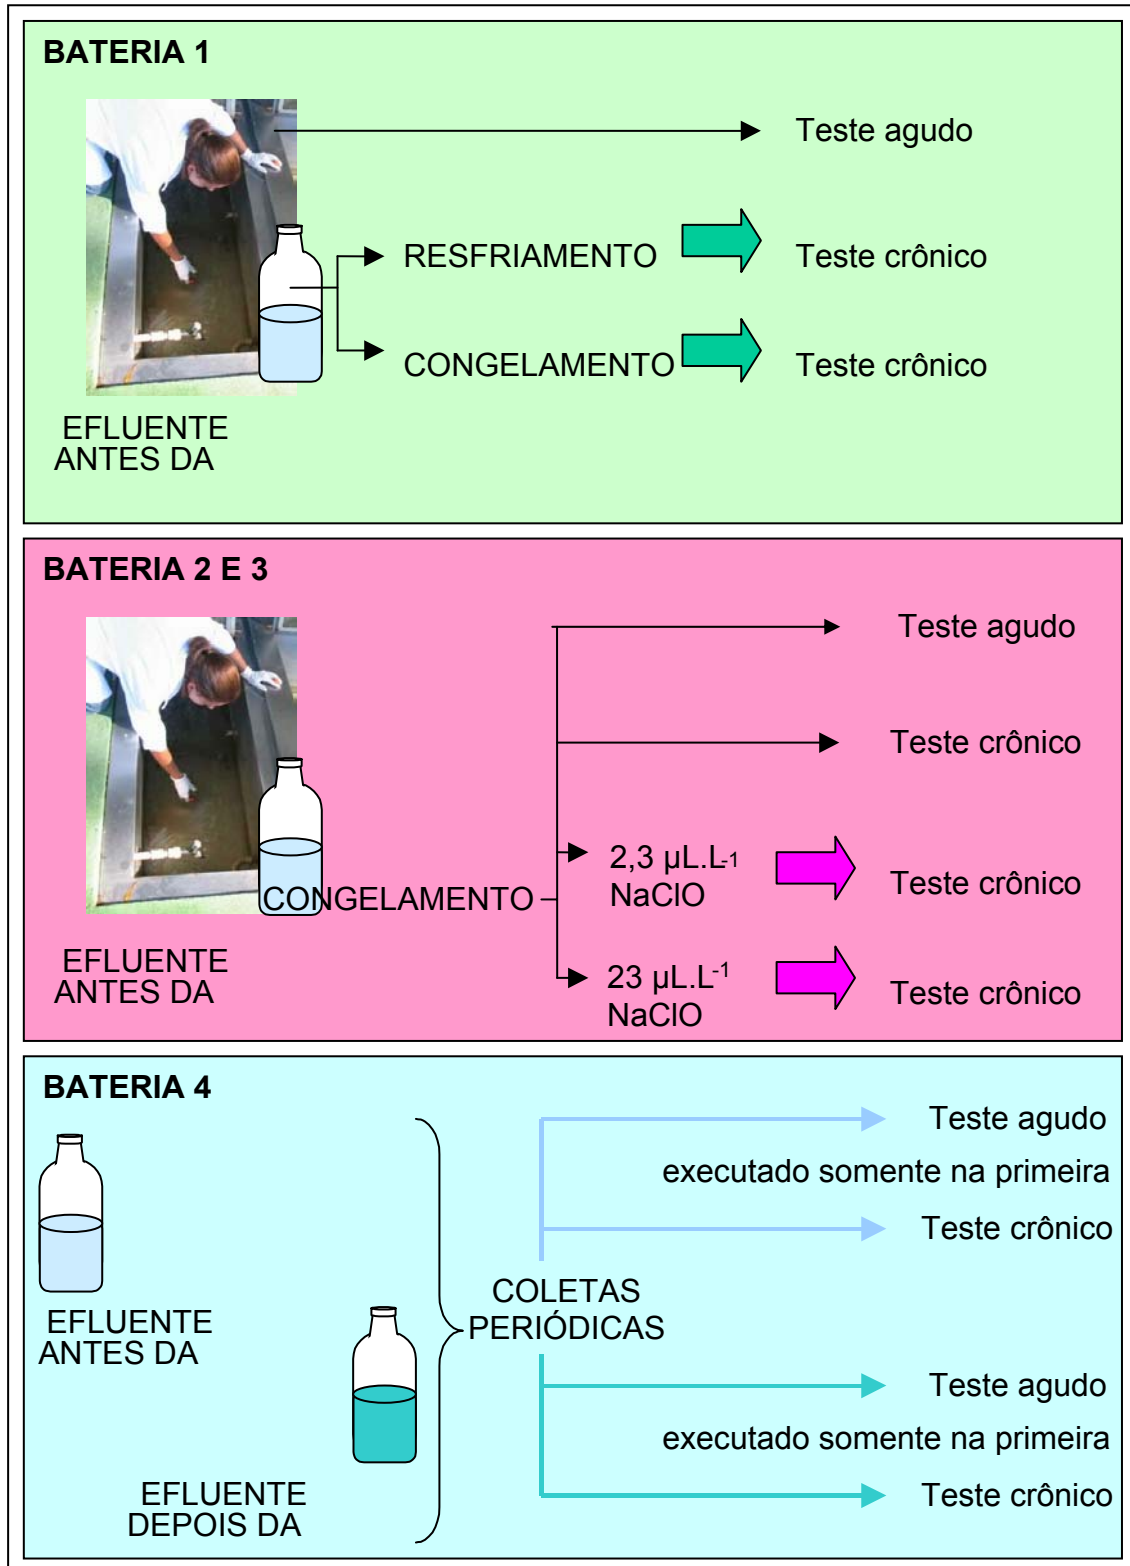 BATERIA 1
Teste agudo
RESFRIAMENTO
Teste crônico
CONGELAMENTO
Teste crônico
EFLUENTE
ANTES DA
BATERIA 2 E 3
Teste agudo
Teste crônico
2,3 µL.L-1
NaClO
Teste crônico
CONGELAMENTO
EFLUENTE
ANTES DA
23 µL.L-1
NaClO
Teste crônico
BATERIA 4
Teste agudo
executado somente na primeira
Teste crônico
COLETAS
PERIÓDICAS
EFLUENTE
ANTES DA
Teste agudo
executado somente na primeira
Teste crônico
EFLUENTE
DEPOIS DA